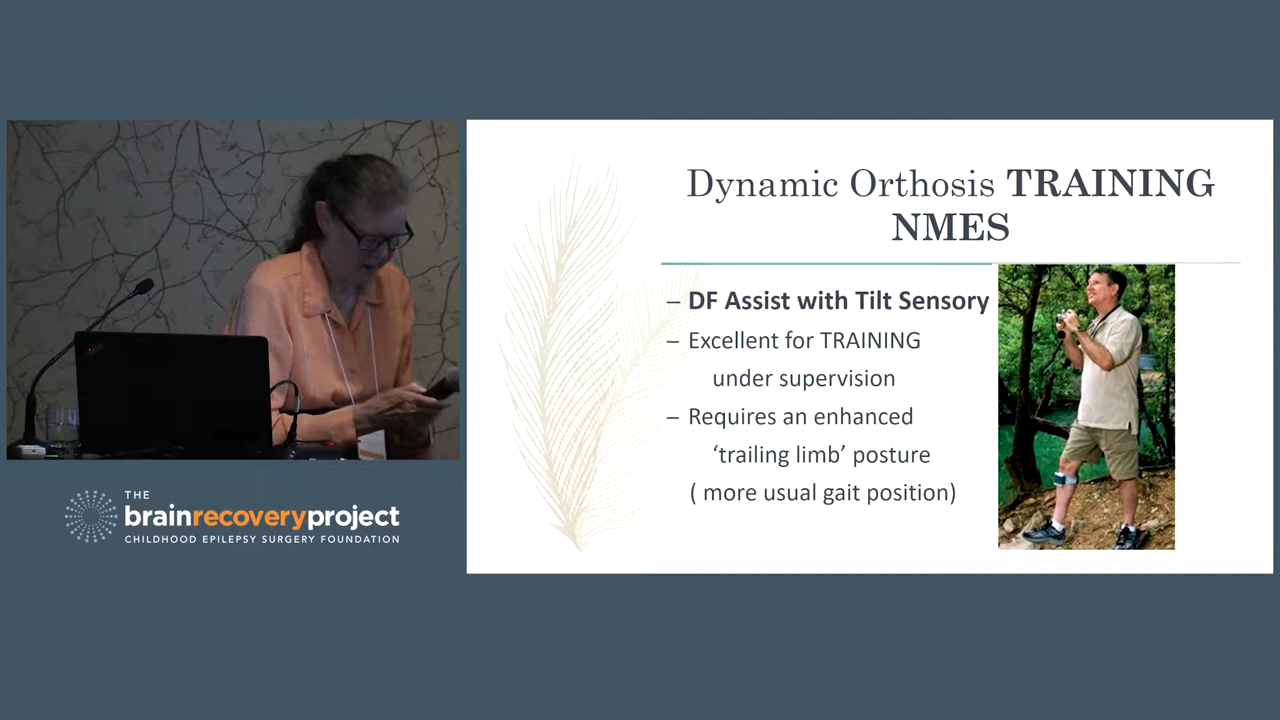 THE
brainrecoveryproject
CHILDHOOD EPILEPSY SURGERY FOUNDATION
Dynamic Orthosis TRAINING
NMES
– DF Assist with Tilt Sensory
– Excellent for TRAINING
under supervision
– Requires an enhanced
‘trailing limb’ posture
( more usual gait position)